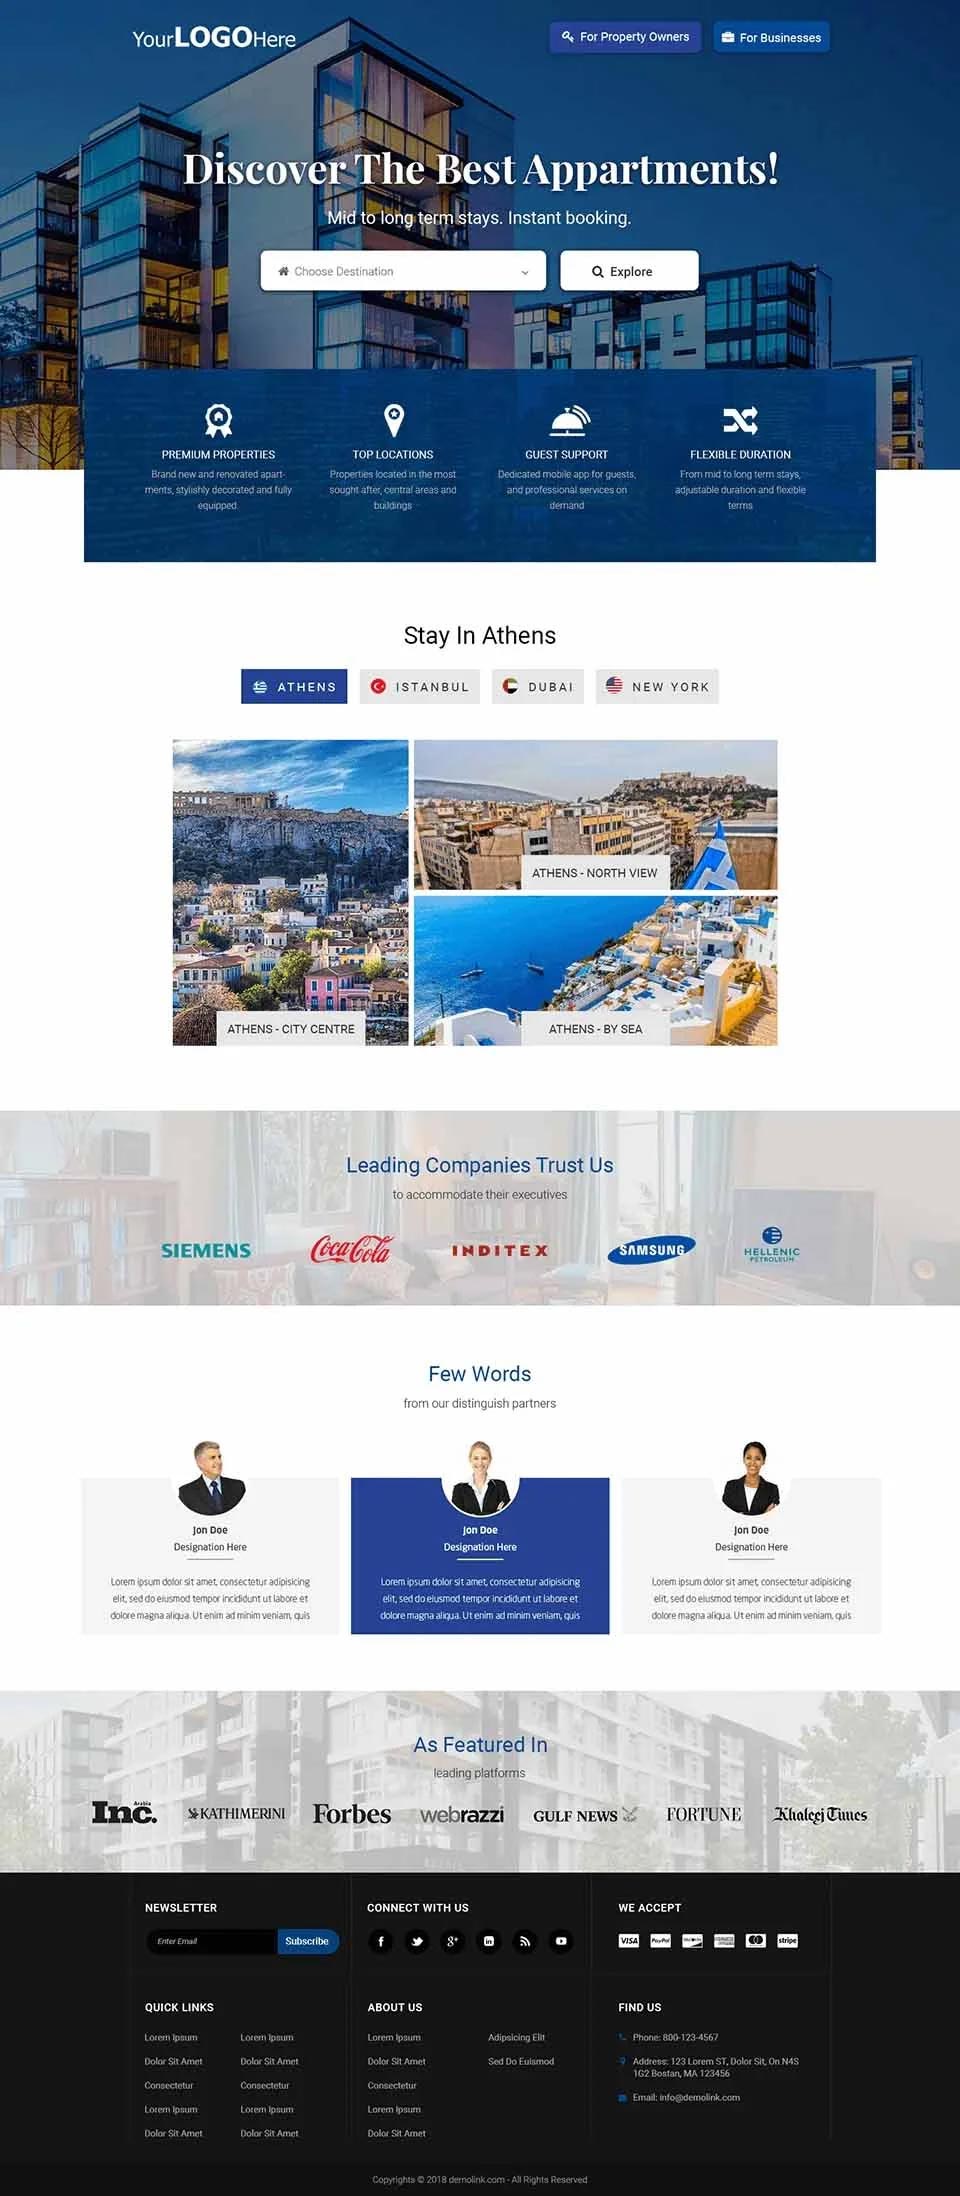 YourLOGOHere
For Property Owners
For Businesses
Discover The Best Appartments!
Mid to long term stays. Instant booking.
Choose Destination
Explore
PREMIUM PROPERTIES
Brand new and renovated apart-
ments, stylishly decorated and fully
equipped
TOP LOCATIONS
Properties located in the most
sought after, central areas and
buildings
GUEST SUPPORT
Dedicated mobile app for guests,
and professional services on
demand
FLEXIBLE DURATION
From mid to long term stays,
adjustable duration and flexible
terms
Stay In Athens
ATHENS
ISTANBUL
DUBAI
NEW YORK
ATHENS - CITY CENTRE
ATHENS - NORTH VIEW
ATHENS - BY SEA
Leading Companies Trust Us
to accommodate their executives
SIEMENS
Coca-Cola
INDITEX
SAMSUNG
HELLENIC
PETROLEUM
Few Words
from our distinguish partners
Jon Doe
Designation Here
Lorem ipsum dolor sit amet, consectetur adipisicing
elit, sed do eiusmod tempor incididunt ut labore et
dolore magna aliqua. Ut enim ad minim veniam, quis
Jon Doe
Designation Here
Lorem ipsum dolor sit amet, consectetur adipisicing
elit, sed do eiusmod tempor incididunt ut labore et
dolore magna aliqua. Ut enim ad minim veniam, quis
Jon Doe
Designation Here
Lorem ipsum dolor sit amet, consectetur adipisicing
elit, sed do eiusmod tempor incididunt ut labore et
dolore magna aliqua. Ut enim ad minim veniam, quis
As Featured In
leading platforms
Inc. Arabia
KATHIMERINI
Forbes
webrazzi
GULF NEWS
FORTUNE
Khaleej Times
NEWSLETTER
Enter Email
Subscribe
CONNECT WITH US
WE ACCEPT
VISA
PayPal
stripe
QUICK LINKS
Lorem Ipsum
Dolor Sit Amet
Consectetur
Lorem Ipsum
Dolor Sit Amet
Lorem Ipsum
Dolor Sit Amet
Consectetur
Lorem Ipsum
Dolor Sit Amet
ABOUT US
Lorem Ipsum
Dolor Sit Amet
Consectetur
Lorem Ipsum
Dolor Sit Amet
Adipsicing Elit
Sed Do Euismod
FIND US
Phone: 800-123-4567
Address: 123 Lorem ST, Dolor Sit, On N4S
1G2 Bostan, MA 123456
Email: info@demolink.com
Copyrights © 2018 demolink.com - All Rights Reserved